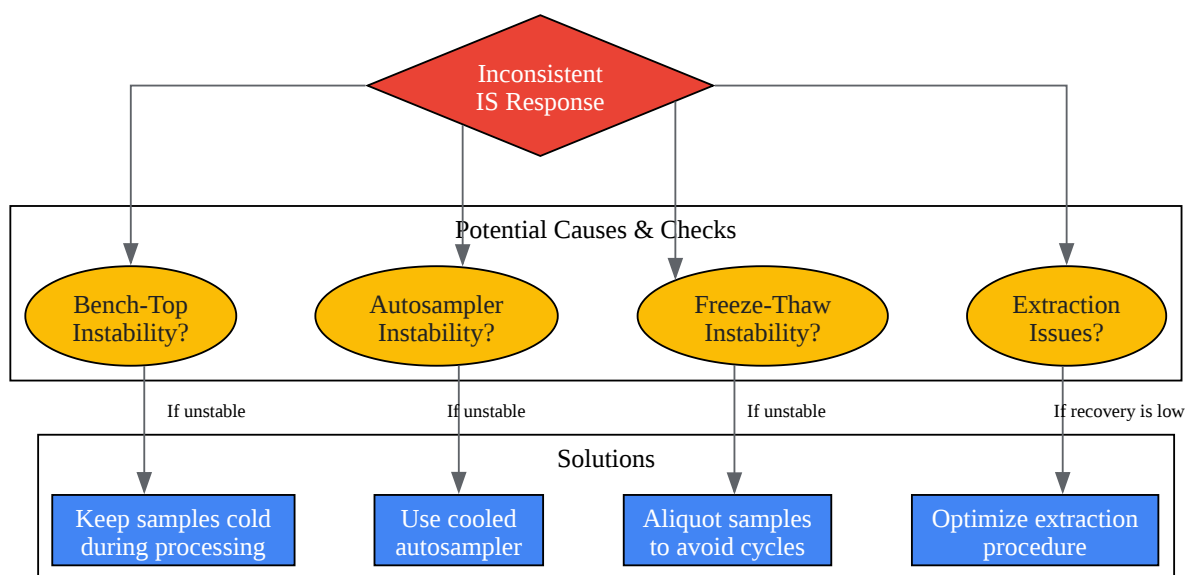 Inconsistent
IS Response
Potential Causes & Checks
Bench-Top
Instability?
Autosampler
Instability?
Freeze-Thaw
Instability?
Extraction
Issues?
If unstable
If unstable
If unstable
If recovery is low
Solutions
Keep samples cold
during processing
Use cooled
autosampler
Aliquot samples
to avoid cycles
Optimize extraction
procedure